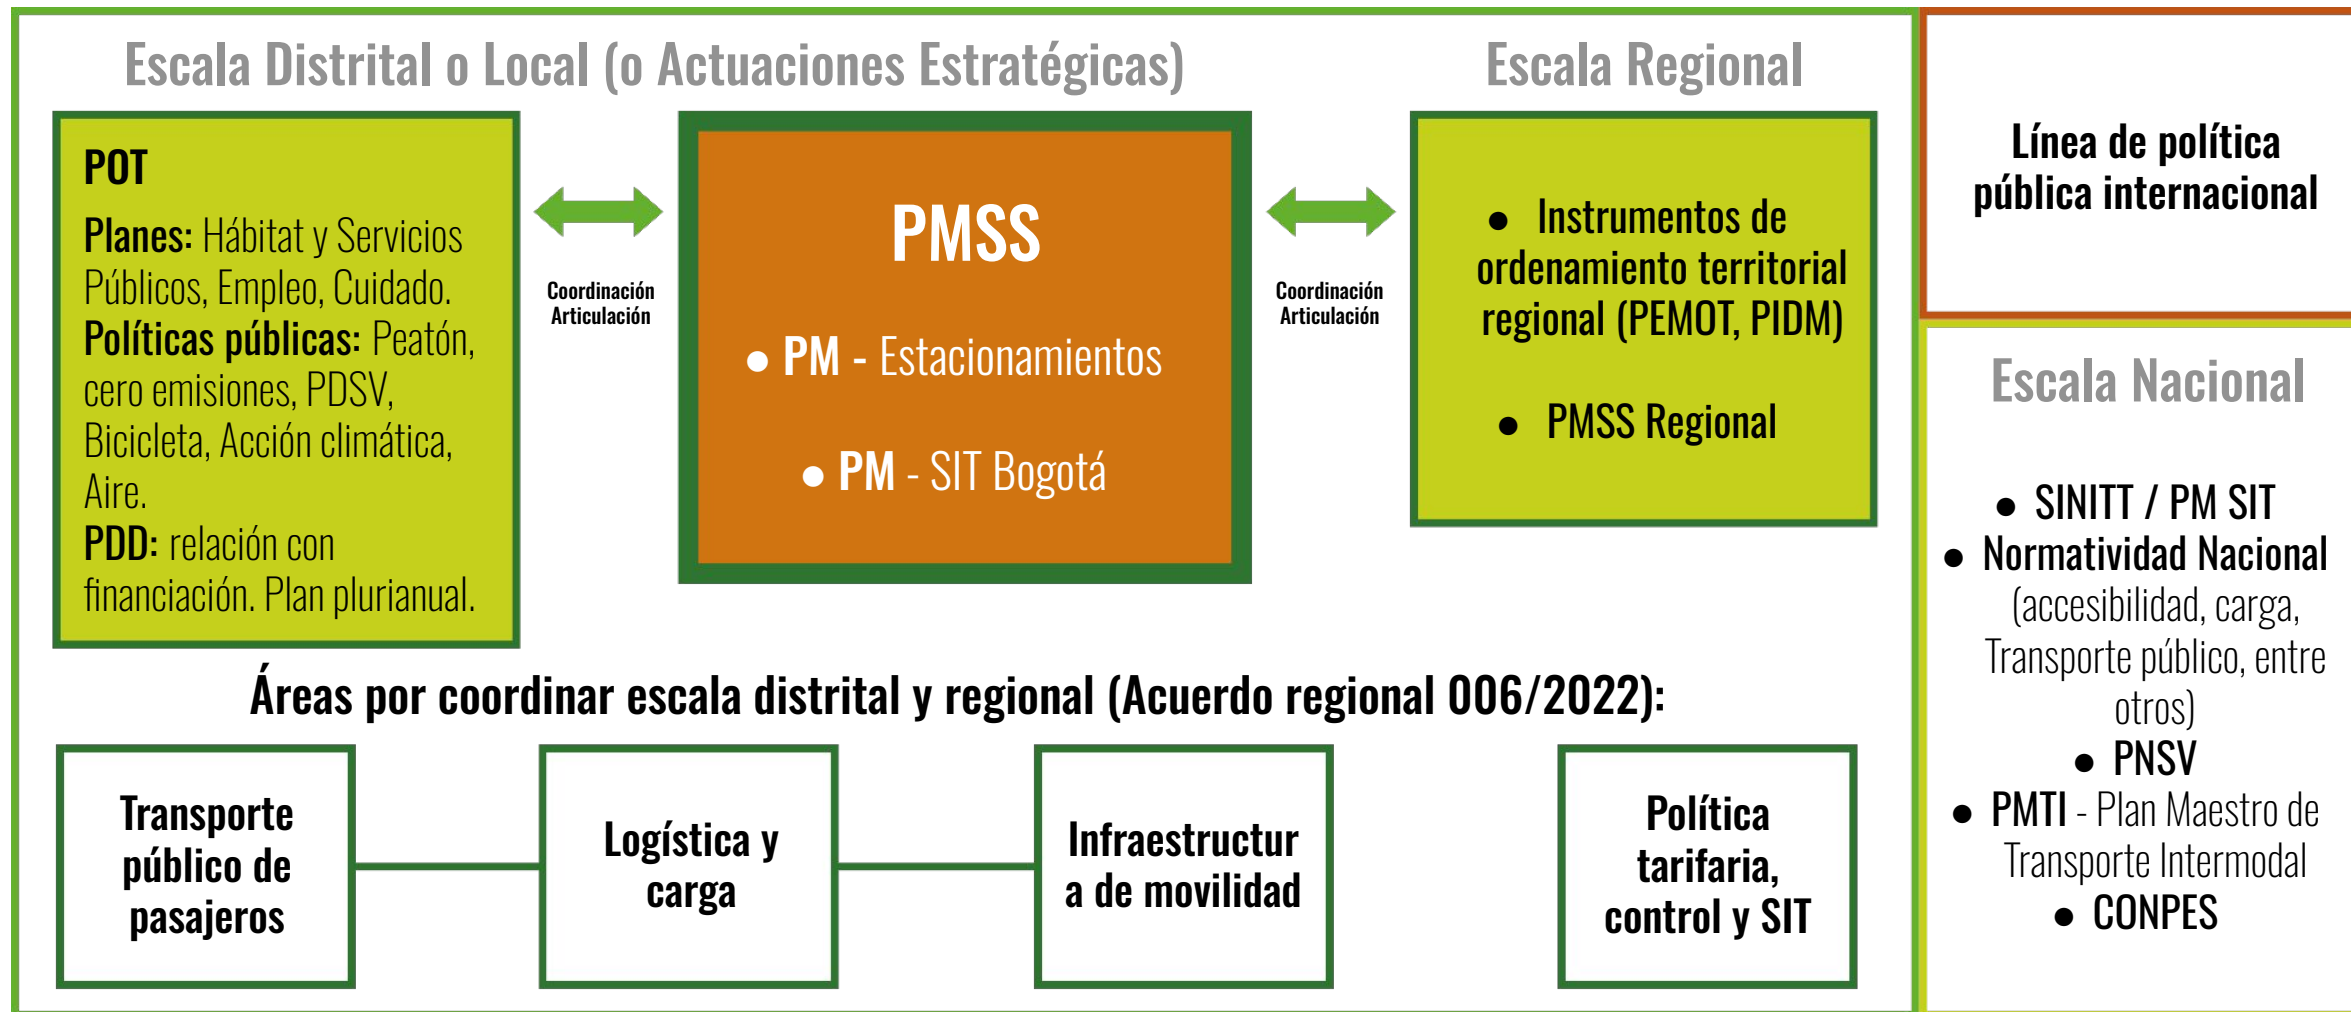 Escala Distrital o Local (o Actuaciones Estratégicas)
POT
Planes: Hábitat y Servicios
Públicos, Empleo, Cuidado.
Políticas públicas: Peatón,
cero emisiones, PDSV,
Bicicleta, Acción climática,
Aire.
PDD: relación con
financiación. Plan plurianual.
Coordinación
Articulación
PMSS
● PM - Estacionamientos
● PM - SIT Bogotá
Coordinación
Articulación
Escala Regional
● Instrumentos de
ordenamiento territorial
regional (PEMOT, PIDM)
● PMSS Regional
Áreas por coordinar escala distrital y regional (Acuerdo regional 006/2022):
Transporte
público de
pasajeros
Logística y
carga
Infraestructur
a de movilidad
Política
tarifaria,
control y SIT
Línea de política
pública internacional
Escala Nacional
● SINITT / PM SIT
● Normatividad Nacional
(accesibilidad, carga,
Transporte público, entre
otros)
● PNSV
● PMTI - Plan Maestro de
Transporte Intermodal
● CONPES